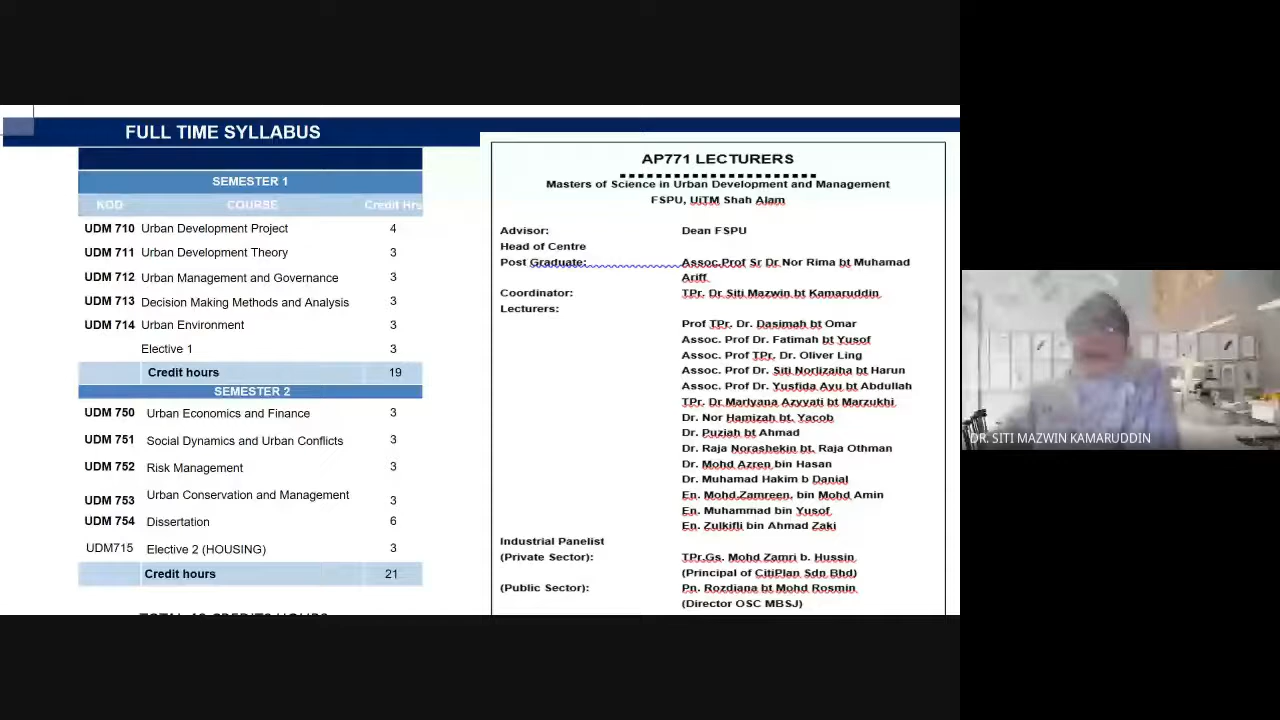 FULL TIME SYLLABUS
SEMESTER 1
KOD COURSE Credit Hrs
UDM 710 Urban Development Project 4
UDM 711 Urban Development Theory 3
UDM 712 Urban Management and Governance 3
UDM 713 Decision Making Methods and Analysis 3
UDM 714 Urban Environment 3
Elective 1 3
Credit hours 19
SEMESTER 2
UDM 750 Urban Economics and Finance 3
UDM 751 Social Dynamics and Urban Conflicts 3
UDM 752 Risk Management 3
UDM 753 Urban Conservation and Management 3
UDM 754 Dissertation 6
UDM715 Elective 2 (HOUSING) 3
Credit hours 21
AP771 LECTURERS
Masters of Science in Urban Development and Management
FSPU, UiTM Shah Alam
Advisor: Dean FSPU
Head of Centre
Post Graduate: Assoc.Prof Sr Dr Nor Rima bt Muhamad
Ariff
Coordinator: TPr. Dr Siti Mazwin bt Kamaruddin
Lecturers:
Prof TPr. Dr. Dasimah bt Omar
Assoc. Prof Dr. Fatimah bt Yusof
Assoc. Prof TPr. Dr. Oliver Ling
Assoc. Prof Dr. Siti Norlizaiha bt Harun
Assoc. Prof Dr. Yusfida Ayu bt Abdullah
TPr. Dr Marlyana Azyyati bt Marzukhi
Dr. Nor Hamizah bt. Yacob
Dr. Puziah bt Ahmad
Dr. Raja Norashekin bt. Raja Othman
Dr. Mohd Azren bin Hasan
Dr. Muhamad Hakim b Danial
En. Mohd.Zamreen, bin Mohd Amin
En. Muhammad bin Yusof
En. Zulkifli bin Ahmad Zaki
Industrial Panelist
(Private Sector): TPr.Gs. Mohd Zamri b. Hussin
(Principal of CitiPlan Sdn Bhd)
(Public Sector): Pn. Rozdiana bt Mohd Rosmin
(Director OSC MBSJ)
DR. SITI MAZWIN KAMARUDDIN